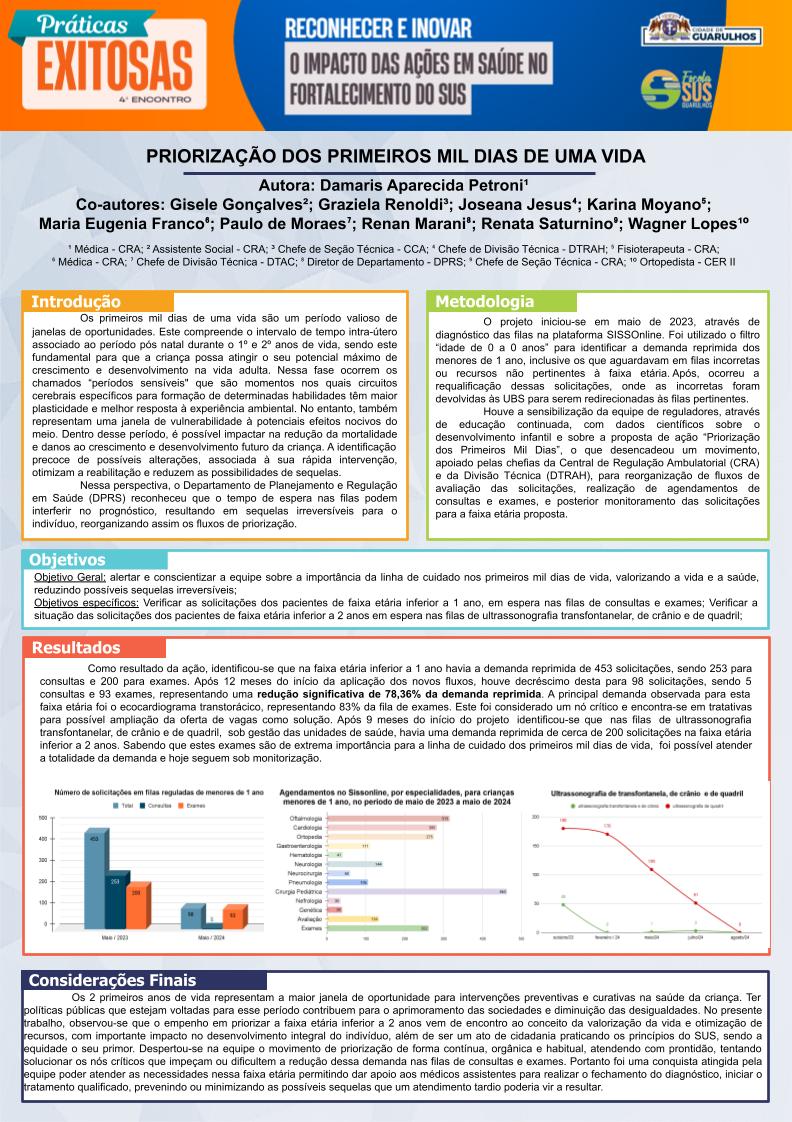 Práticas
EXITOSAS
4º ENCONTRO
RECONHECER E INOVAR
O IMPACTO DAS AÇÕES EM SAÚDE NO
FORTALECIMENTO DO SUS
CIDADE DE
GUARULHOS
Escola
SUS
GUARULHOS
PRIORIZAÇÃO DOS PRIMEIROS MIL DIAS DE UMA VIDA
Autora: Damaris Aparecida Petroni¹
Co-autores: Gisele Gonçalves²; Graziela Renoldi³; Joseana Jesus⁴; Karina Moyano⁵;
Maria Eugenia Franco⁶; Paulo de Moraes⁷; Renan Marani⁸; Renata Saturnino⁹; Wagner Lopes¹⁰
¹ Médica - CRA; ² Assistente Social - CRA; ³ Chefe de Seção Técnica - CCA; ⁴ Chefe de Divisão Técnica - DTRAH; ⁵ Fisioterapeuta - CRA;
⁶ Médica - CRA; ⁷ Chefe de Divisão Técnica - DTAC; ⁸ Diretor de Departamento - DPRS; ⁹ Chefe de Seção Técnica - CRA; ¹⁰ Ortopedista - CER II
Introdução
Os primeiros mil dias de uma vida são um período valioso de
janelas de oportunidades. Este compreende o intervalo de tempo intra-útero
associado ao período pós natal durante o 1º e 2º anos de vida, sendo este
fundamental para que a criança possa atingir o seu potencial máximo de
crescimento e desenvolvimento na vida adulta. Nessa fase ocorrem os
chamados “períodos sensíveis" que são momentos nos quais circuitos
cerebrais específicos para formação de determinadas habilidades têm maior
plasticidade e melhor resposta à experiência ambiental. No entanto, também
representam uma janela de vulnerabilidade à potenciais efeitos nocivos do
meio. Dentro desse período, é possível impactar na redução da mortalidade
e danos ao crescimento e desenvolvimento futuro da criança. A identificação
precoce de possíveis alterações, associada à sua rápida intervenção,
otimizam a reabilitação e reduzem as possibilidades de sequelas.
Nessa perspectiva, o Departamento de Planejamento e Regulação
em Saúde (DPRS) reconheceu que o tempo de espera nas filas podem
interferir no prognóstico, resultando em sequelas irreversíveis para o
indivíduo, reorganizando assim os fluxos de priorização.
Metodologia
O projeto iniciou-se em maio de 2023, através de
diagnóstico das filas na plataforma SISSOnline. Foi utilizado o filtro
“idade de 0 a 0 anos” para identificar a demanda reprimida dos
menores de 1 ano, inclusive os que aguardavam em filas incorretas
ou recursos não pertinentes à faixa etária. Após, ocorreu a
requalificação dessas solicitações, onde as incorretas foram
devolvidas às UBS para serem redirecionadas às filas pertinentes.
Houve a sensibilização da equipe de reguladores, através
de educação continuada, com dados científicos sobre o
desenvolvimento infantil e sobre a proposta de ação “Priorização
dos Primeiros Mil Dias”, o que desencadeou um movimento,
apoiado pelas chefias da Central de Regulação Ambulatorial (CRA)
e da Divisão Técnica (DTRAH), para reorganização de fluxos de
avaliação das solicitações, realização de agendamentos de
consultas e exames, e posterior monitoramento das solicitações
para a faixa etária proposta.
Objetivos
Objetivo Geral: alertar e conscientizar a equipe sobre a importância da linha de cuidado nos primeiros mil dias de vida, valorizando a vida e a saúde,
reduzindo possíveis sequelas irreversíveis;
Objetivos específicos: Verificar as solicitações dos pacientes de faixa etária inferior a 1 ano, em espera nas filas de consultas e exames; Verificar a
situação das solicitações dos pacientes de faixa etária inferior a 2 anos em espera nas filas de ultrassonografia transfontanelar, de crânio e de quadril;
Resultados
Como resultado da ação, identificou-se que na faixa etária inferior a 1 ano havia a demanda reprimida de 453 solicitações, sendo 253 para
consultas e 200 para exames. Após 12 meses do início da aplicação dos novos fluxos, houve decréscimo desta para 98 solicitações, sendo 5
consultas e 93 exames, representando uma redução significativa de 78,36% da demanda reprimida. A principal demanda observada para esta
faixa etária foi o ecocardiograma transtorácico, representando 83% da fila de exames. Este foi considerado um nó crítico e encontra-se em tratativas
para possível ampliação da oferta de vagas como solução. Após 9 meses do início do projeto identificou-se que nas filas de ultrassonografia
transfontanelar, de crânio e de quadril, sob gestão das unidades de saúde, havia uma demanda reprimida de cerca de 200 solicitações na faixa etária
inferior a 2 anos. Sabendo que estes exames são de extrema importância para a linha de cuidado dos primeiros mil dias de vida, foi possível atender
a totalidade da demanda e hoje seguem sob monitorização.
Número de solicitações em filas reguladas de menores de 1 ano
Total Consultas Exames
500
400
300
200
100
0
453
253
200
98
5
93
Maio / 2023 Maio / 2024
Agendamentos no Sissonline, por especialidades, para crianças
menores de 1 ano, no período de maio de 2023 a maio de 2024
Oftalmologia
Cardiologia
Ortopedia
Gastroenterologia
Hematologia
Neurologia
Neurocirurgia
Pneumologia
Cirurgia Pediátrica
Nefrologia
Genética
Avaliação
Exames
0 100 200 300 400 500
Ultrassonografia de transfontanela, de crânio e de quadril
ultrassonografia transfontanela e de crânio ultrassonografia de quadril
200
150
100
50
0
outubro/23 fevereiro / 24 maio/24 julho/24 agosto/24
Considerações Finais
Os 2 primeiros anos de vida representam a maior janela de oportunidade para intervenções preventivas e curativas na saúde da criança. Ter
políticas públicas que estejam voltadas para esse período contribuem para o aprimoramento das sociedades e diminuição das desigualdades. No presente
trabalho, observou-se que o empenho em priorizar a faixa etária inferior a 2 anos vem de encontro ao conceito da valorização da vida e otimização de
recursos, com importante impacto no desenvolvimento integral do indivíduo, além de ser um ato de cidadania praticando os princípios do SUS, sendo a
equidade o seu primor. Despertou-se na equipe o movimento de priorização de forma contínua, orgânica e habitual, atendendo com prontidão, tentando
solucionar os nós críticos que impeçam ou dificultem a redução dessa demanda nas filas de consultas e exames. Portanto foi uma conquista atingida pela
equipe poder atender as necessidades nessa faixa etária permitindo dar apoio aos médicos assistentes para realizar o fechamento do diagnóstico, iniciar o
tratamento qualificado, prevenindo ou minimizando as possíveis sequelas que um atendimento tardio poderia vir a resultar.